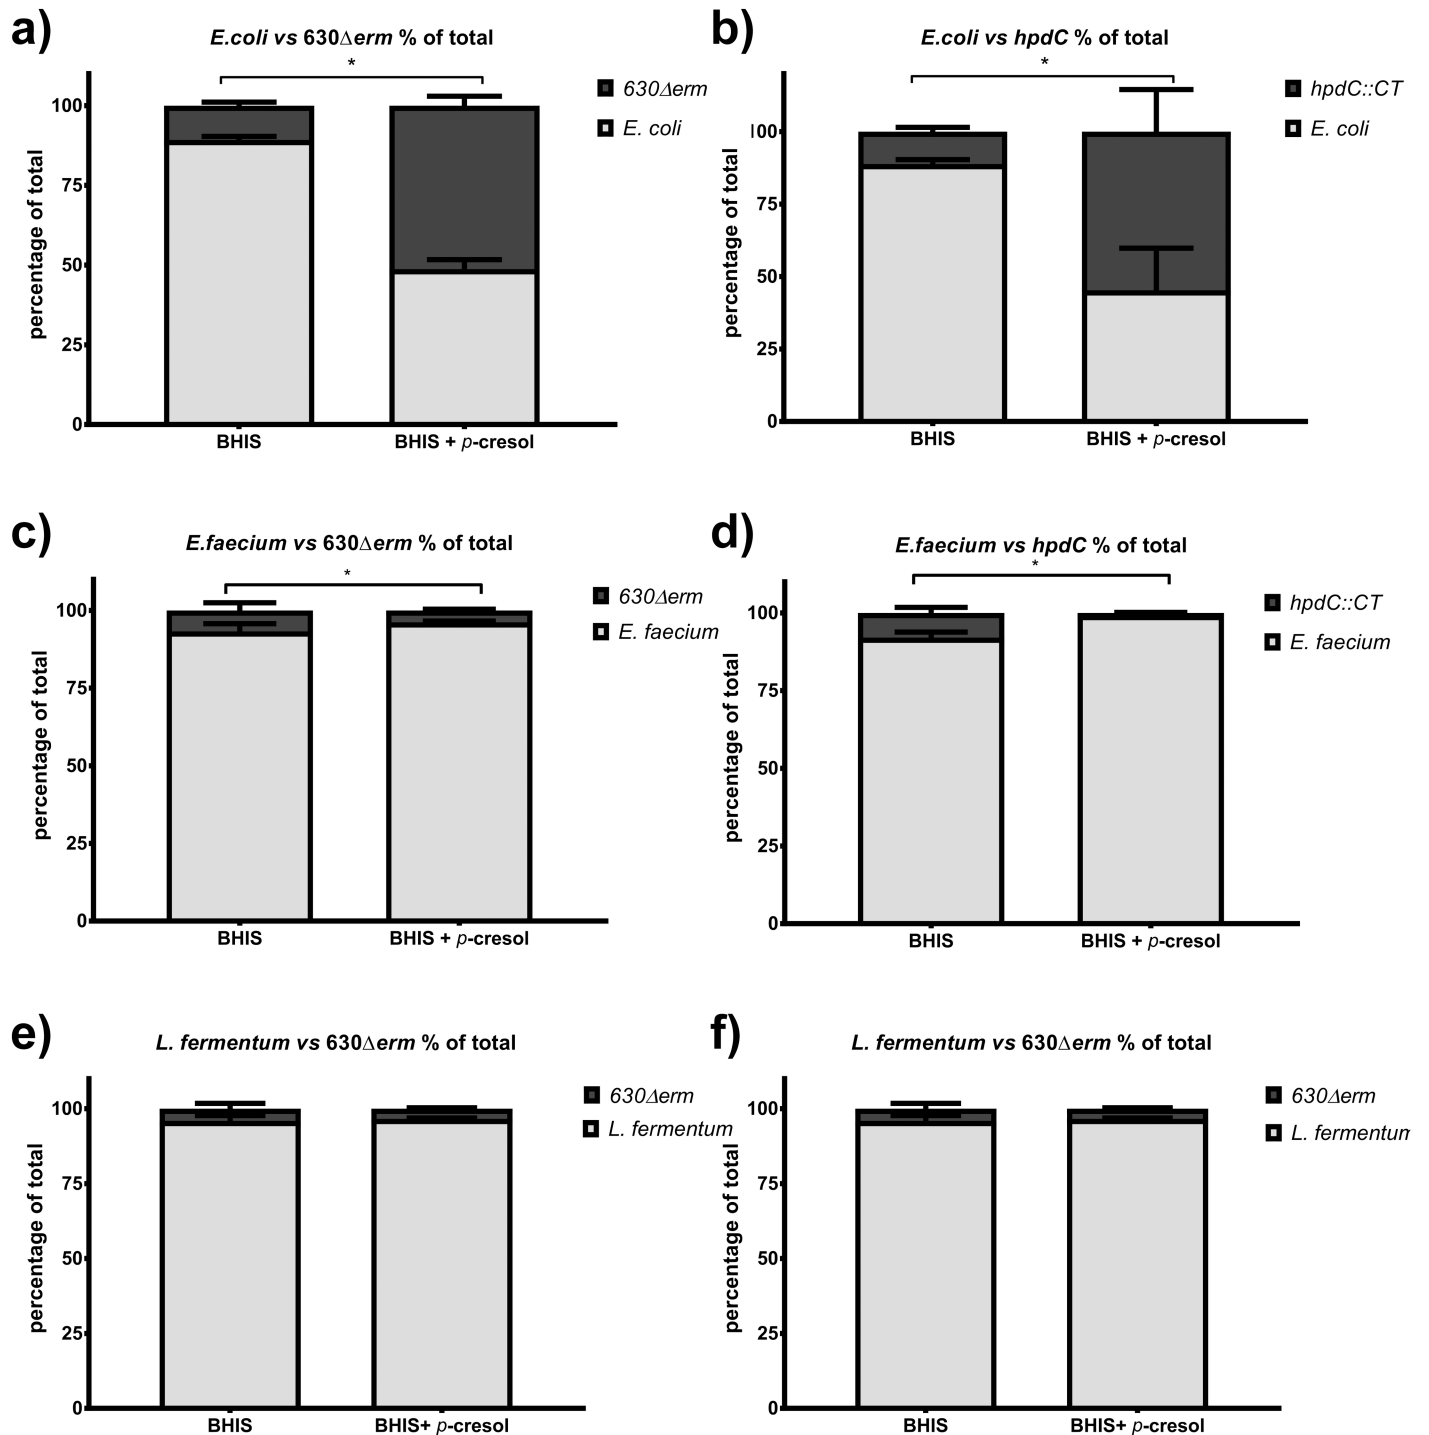 a)
E.coli vs 630Δerm % of total
*
630Δerm
E. coli
percentage of total
100
75
50
25
0
BHIS
BHIS + p-cresol
b)
E.coli vs hpdC % of total
*
hpdC::CT
E. coli
percentage of total
100
75
50
25
0
BHIS
BHIS + p-cresol
c)
E.faecium vs 630Δerm % of total
*
630Δerm
E. faecium
percentage of total
100
75
50
25
0
BHIS
BHIS + p-cresol
d)
E.faecium vs hpdC % of total
*
hpdC::CT
E. faecium
percentage of total
100
75
50
25
0
BHIS
BHIS + p-cresol
e)
L. fermentum vs 630Δerm % of total
630Δerm
L. fermentum
percentage of total
100
75
50
25
0
BHIS
BHIS+ p-cresol
f)
L. fermentum vs 630Δerm % of total
630Δerm
L. fermentum
percentage of total
100
75
50
25
0
BHIS
BHIS+ p-cresol